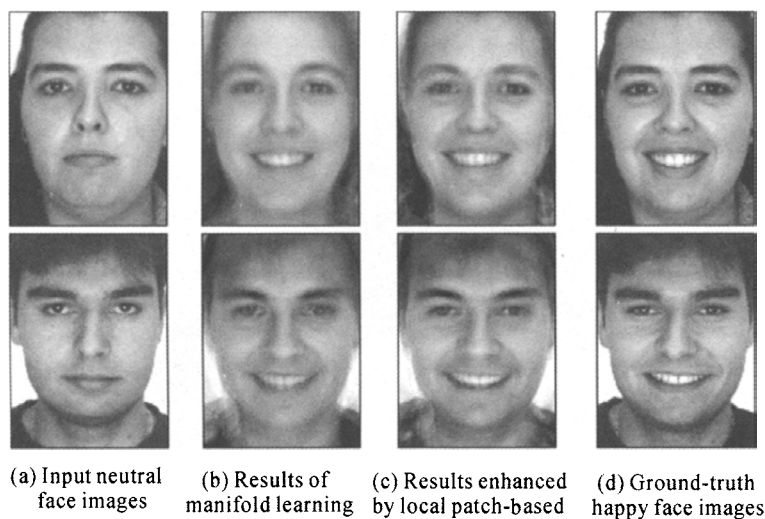 (a) Input neutral
face images
(b) Results of
manifold learning
(c) Results enhanced
by local patch-based
(d) Ground-truth
happy face images